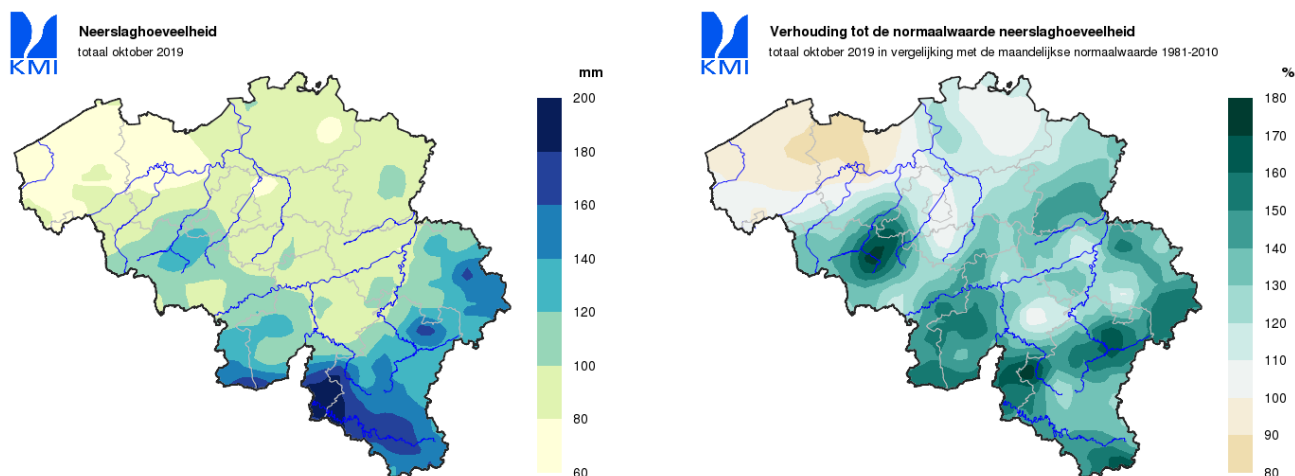 KMI
Neerslaghoeveelheid
totaal oktober 2019
mm
200
180
160
140
120
100
80
60
KMI
Verhouding tot de normaalwaarde neerslaghoeveelheid
totaal oktober 2019 in vergelijking met de maandelijkse normaalwaarde 1981-2010
%
180
170
160
150
140
130
120
110
100
90
80